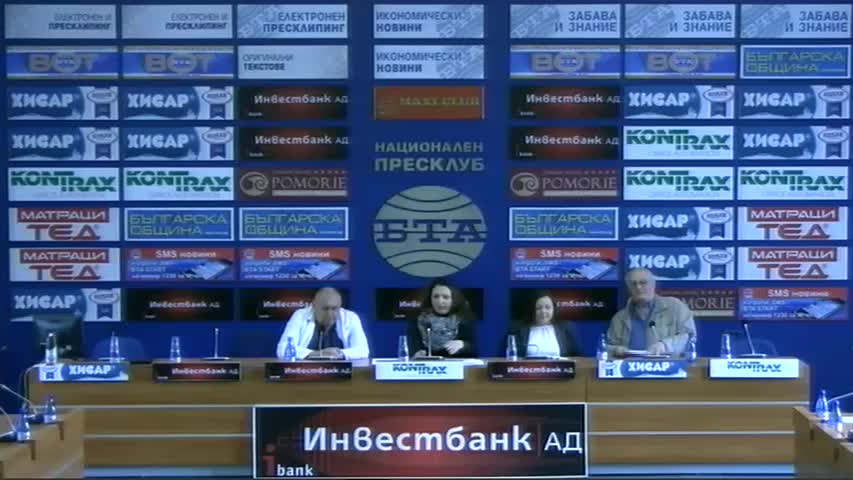 ЕЛЕКТРОНЕН И
ПРЕСКЛИПИНГ
ЕЛЕКТРОНЕН И
ПРЕСКЛИПИНГ
ЕЛЕКТРОНЕН
И ПРЕСКЛИПИНГ
ИКОНОМИЧЕСКИ
НОВИНИ
ЗАБАВА
И ЗНАНИЕ
ЗАБАВА
И ЗНАНИЕ
ЗАБАВА
И ЗНАНИЕ
ОРИГИНАЛНИ
ТЕКСТОВЕ
ИКОНОМИЧЕСКИ
НОВИНИ
БЪЛГАРСКА
ОБЩИНА
ХИСАР
ХИСАР
Инвестбанк АД
MAXI CLUB
Инвестбанк АД
ХИСАР
ХИСАР
ХИСАР
ХИСАР
Инвестбанк АД
НАЦИОНАЛЕН
ПРЕСКЛУБ
Инвестбанк АД
KONTRAX
ХИСАР
KONTRAX
KONTRAX
POMORIE
POMORIE
KONTRAX
KONTRAX
МАТРАЦИ
ТЕД
БЪЛГАРСКА
ОБЩИНА
БЪЛГАРСКА
ОБЩИНА
БТА
БЪЛГАРСКА
ОБЩИНА
ХИСАР
МАТРАЦИ
ТЕД
МАТРАЦИ
ТЕД
SMS НОВИНИ
SMS НОВИНИ
SMS НОВИНИ
ХИСАР
МАТРАЦИ
ТЕД
ХИСАР
Инвестбанк АД
POMORIE
SMS НОВИНИ
ХИСАР
Инвестбанк АД
Инвестбанк АД
KONTRAX
Инвестбанк АД
ХИСАР
KONTRAX
Инвестбанк АД
ibank